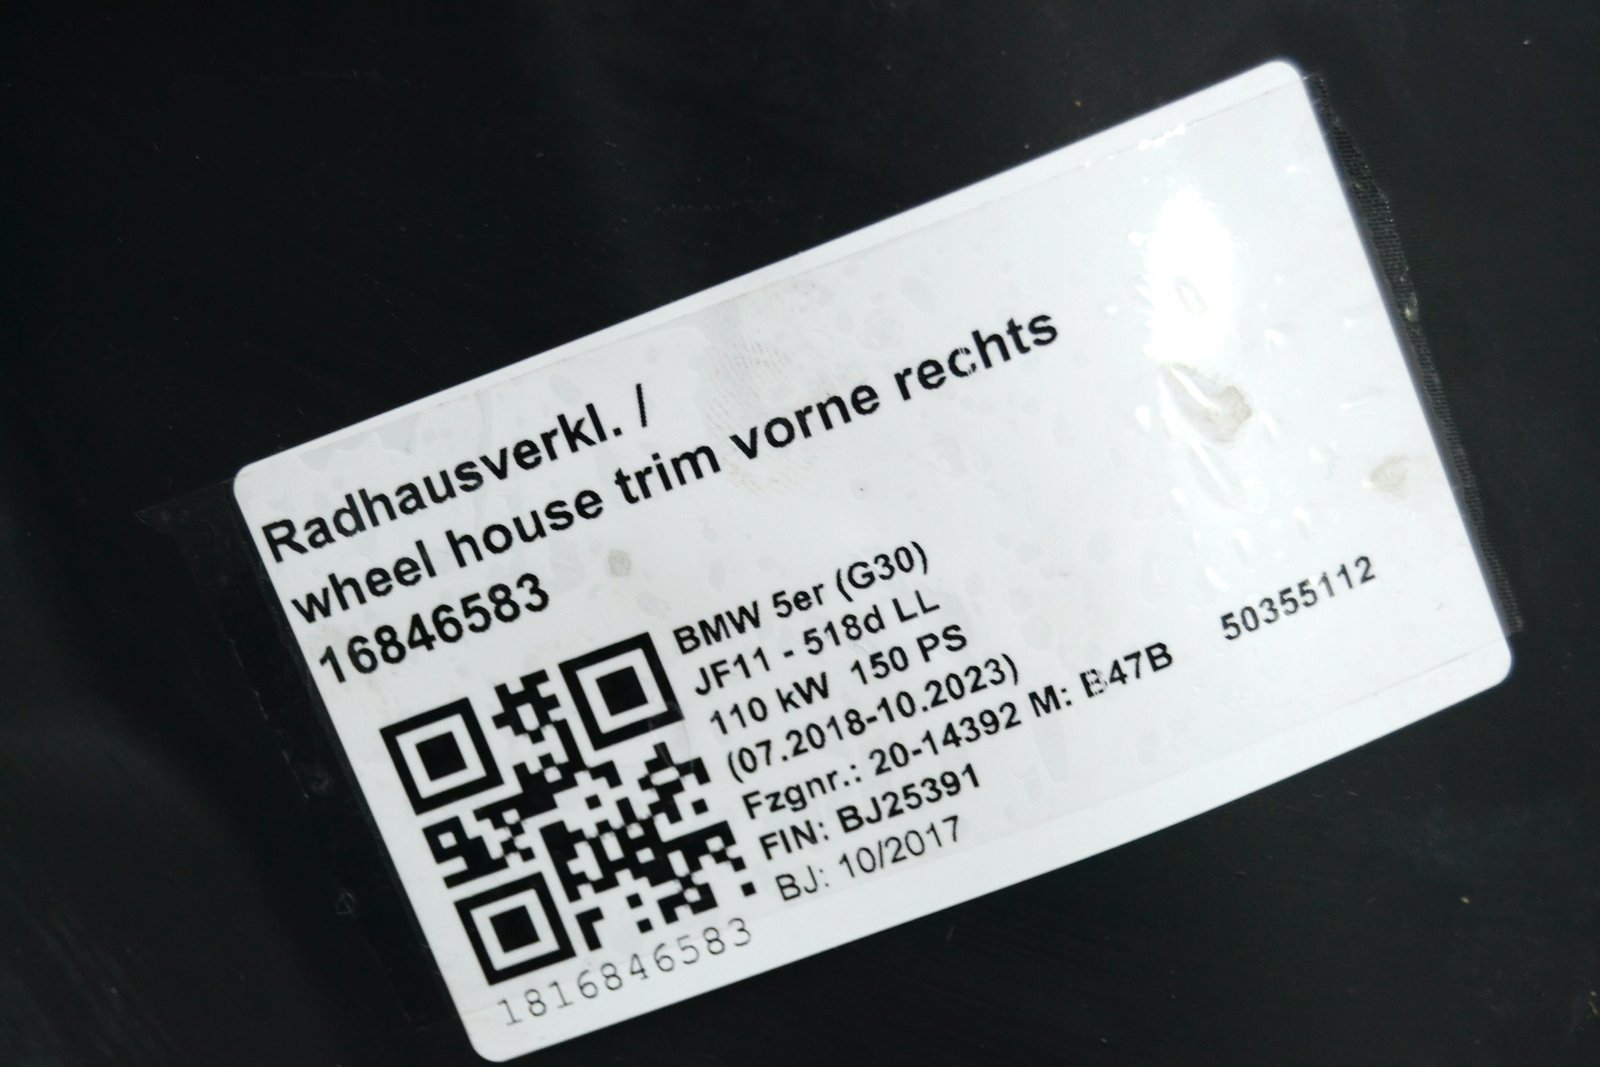 Radhausverkl. /
wheel house trim vorne rechts
16846583
BMW 5er (G30)
JF11 - 518d LL
110 kW 150 PS
(07.2018-10.2023)
Fzgnr.: 20-14392 M: B47B 50355112
FIN: BJ25391
BJ: 10/2017
1816846583